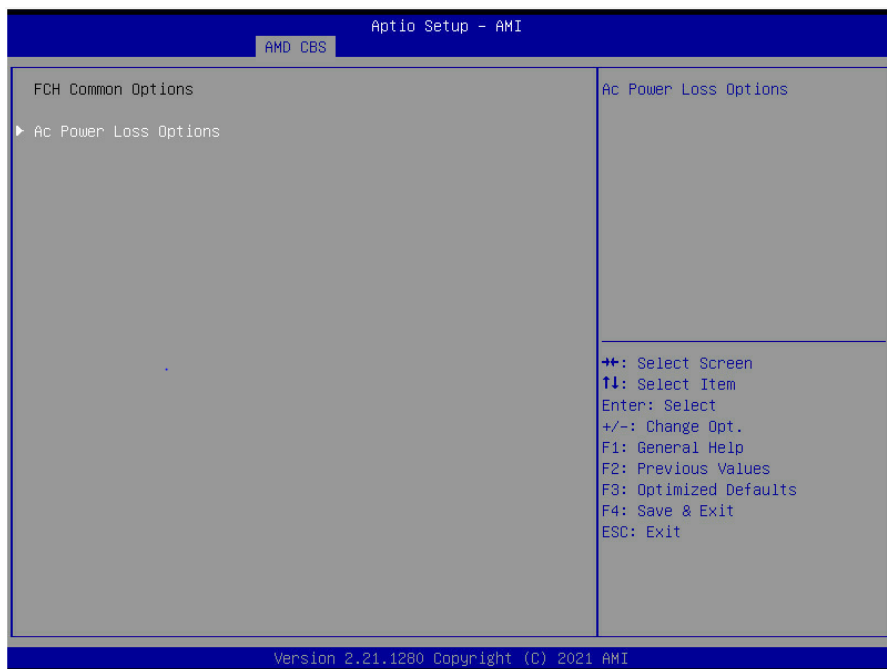 Aptio Setup - AMI
AMD CBS
FCH Common Options
Ac Power Loss Options
Ac Power Loss Options
→←: Select Screen
↑↓: Select Item
Enter: Select
+/-: Change Opt.
F1: General Help
F2: Previous Values
F3: Optimized Defaults
F4: Save & Exit
ESC: Exit
Version 2.21.1280 Copyright (C) 2021 AMI